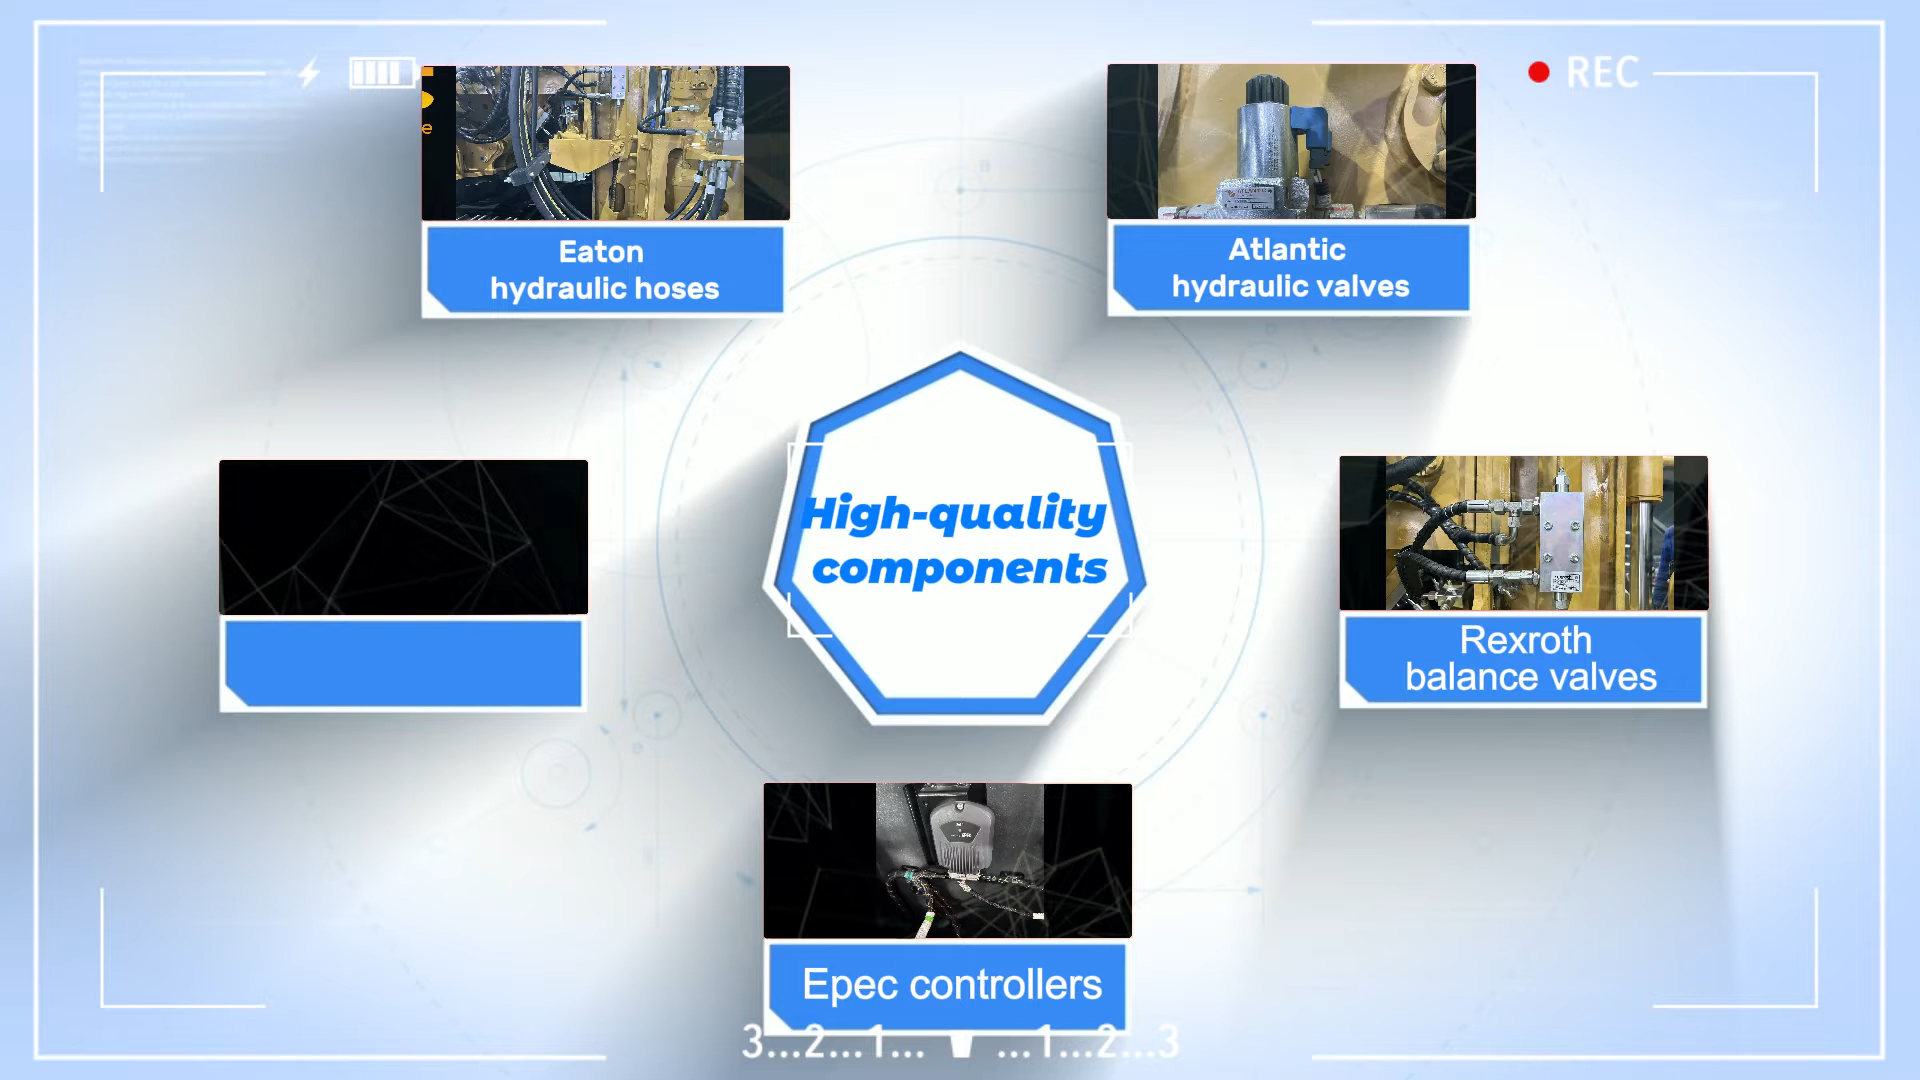 REC
e
Eaton
hydraulic hoses
Atlantic
hydraulic valves
High-quality
components
Rexroth
balance valves
Epec controllers
3...2...1... ...1...2...3